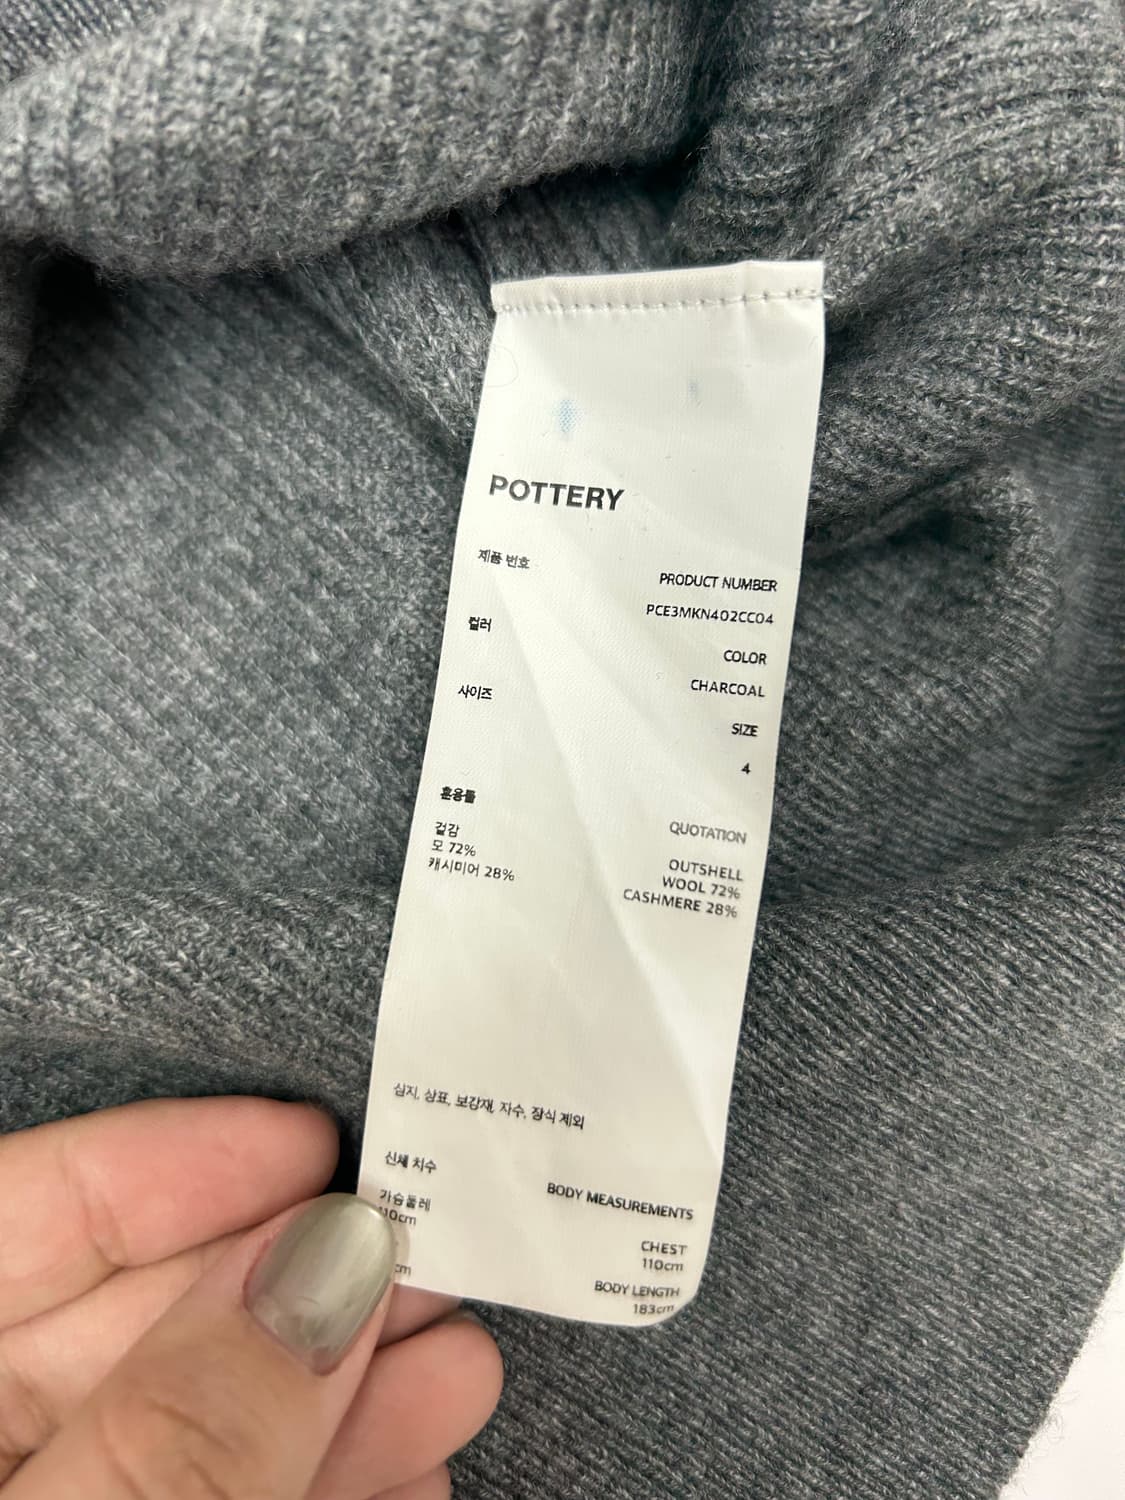 POTTERY
제품 번호
PRODUCT NUMBER
PCE3MKN402CC04
컬러
COLOR
CHARCOAL
사이즈
SIZE
4
혼용률
QUOTATION
겉감
모 72%
캐시미어 28%
OUTSHELL
WOOL 72%
CASHMERE 28%
심지, 상표, 보강재, 자수, 장식 제외
신체 치수
BODY MEASUREMENTS
가슴둘레
110cm
CHEST
110cm
cm
BODY LENGTH
183cm